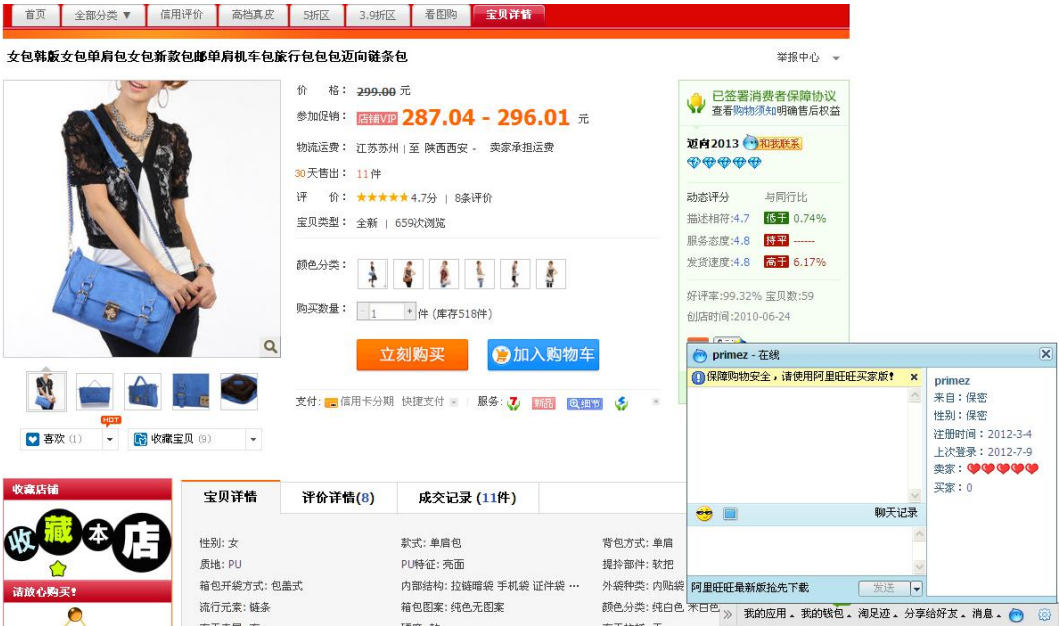 首页 全部分类 ▼ 信用评价 高档真皮 5折区 3.9折区 看图购 宝贝详情
女包韩版女包单肩包女包新款包邮单肩机车包旅行包包包迈向链条包
举报中心
价 格: 299.00 元
参加促销: 店铺VIP 287.04 - 296.01 元
物流运费: 江苏苏州 | 至 陕西西安 - 卖家承担运费
30天售出: 11件
评 价: 4.7分 | 8条评价
宝贝类型: 全新 | 659次浏览
颜色分类:
购买数量: - 1 + 件 (库存518件)
立刻购买 加入购物车
支付: 信用卡分期 快捷支付 服务: 7 新品 细节
HOT
喜欢 (1) 收藏宝贝 (9)
已签署消费者保障协议
查看购物须知明确售后权益
迈向2013 和我联系
动态评分 与同行比
描述相符:4.7 低于 0.74%
服务态度:4.8 持平 ------
发货速度:4.8 高于 6.17%
好评率:99.32% 宝贝数:59
创店时间:2010-06-24
primez - 在线
保障购物安全,请使用阿里旺旺买家版!
primez
来自:保密
性别:保密
注册时间:2012-3-4
上次登录:2012-7-9
卖家:
买家:0
聊天记录
阿里旺旺最新版抢先下载 发送
收藏店铺
收藏本店
请放心购买!
宝贝详情 评价详情(8) 成交记录 (11件)
性别: 女 款式: 单肩包 背包方式: 单肩
质地: PU PU特征: 亮面 提拎部件: 软把
箱包开袋方式: 包盖式 内部结构: 拉链暗袋 手机袋 证件袋 … 外袋种类: 内贴袋
流行元素: 链条 箱包图案: 纯色无图案 颜色分类: 纯白色 米白色
我的应用 我的钱包 淘足迹 分享给好友 消息